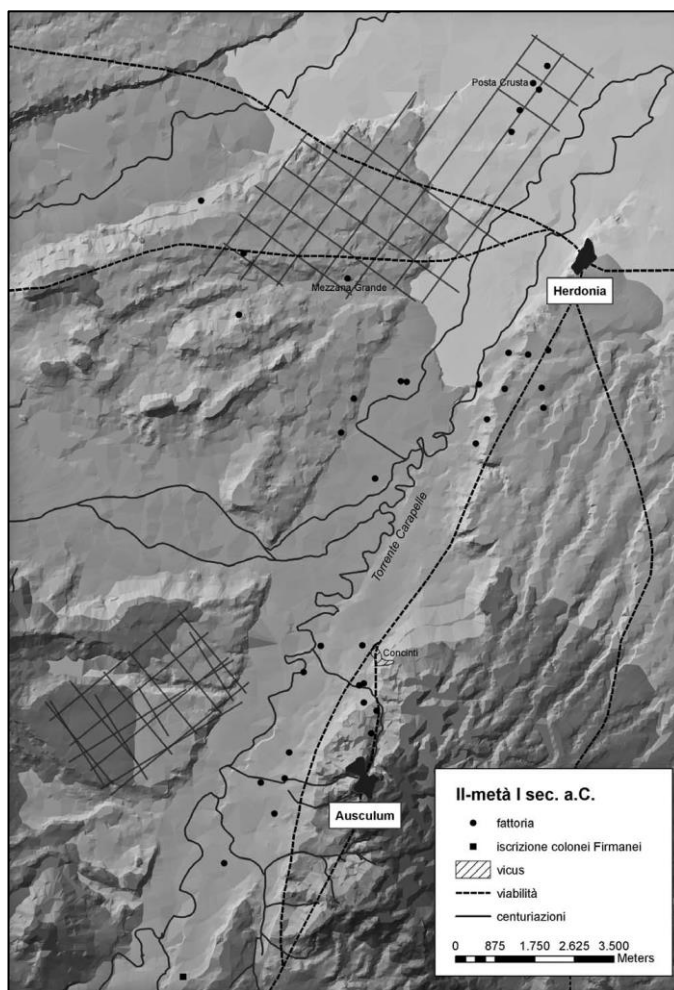 Posta Crusta
Herdonia
Mezzana Grande
Torrente Carapelle
Concinti
Ausculum
II-metà I sec. a.C.
fattoria
iscrizione colonei Firmanei
vicus
viabilità
centuriazioni
0 875 1.750 2.625 3.500
Meters